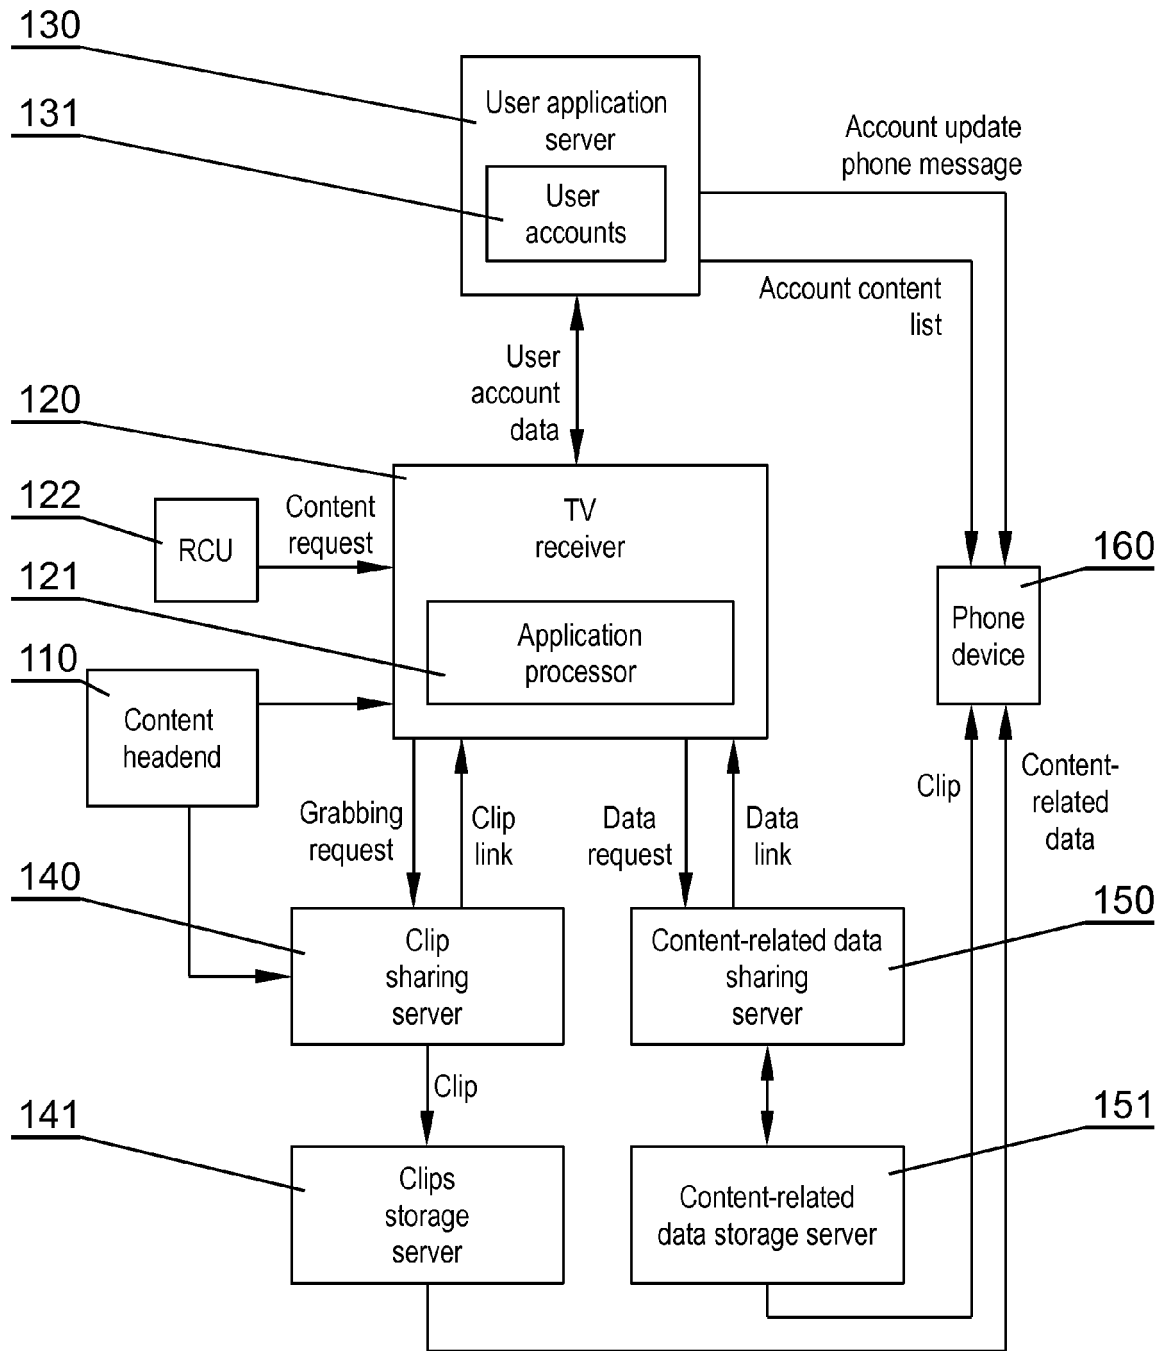 130
131
User application
server
User
accounts
Account update
phone message
Account content
list
User
account
data
120
122
RCU
Content
request
TV
receiver
121
Application
processor
160
Phone
device
110
Content
headend
Grabbing
request
Clip
link
Data
request
Data
link
Clip
Content-
related
data
140
Clip
sharing
server
150
Content-related data
sharing
server
Clip
141
Clips
storage
server
151
Content-related
data storage server